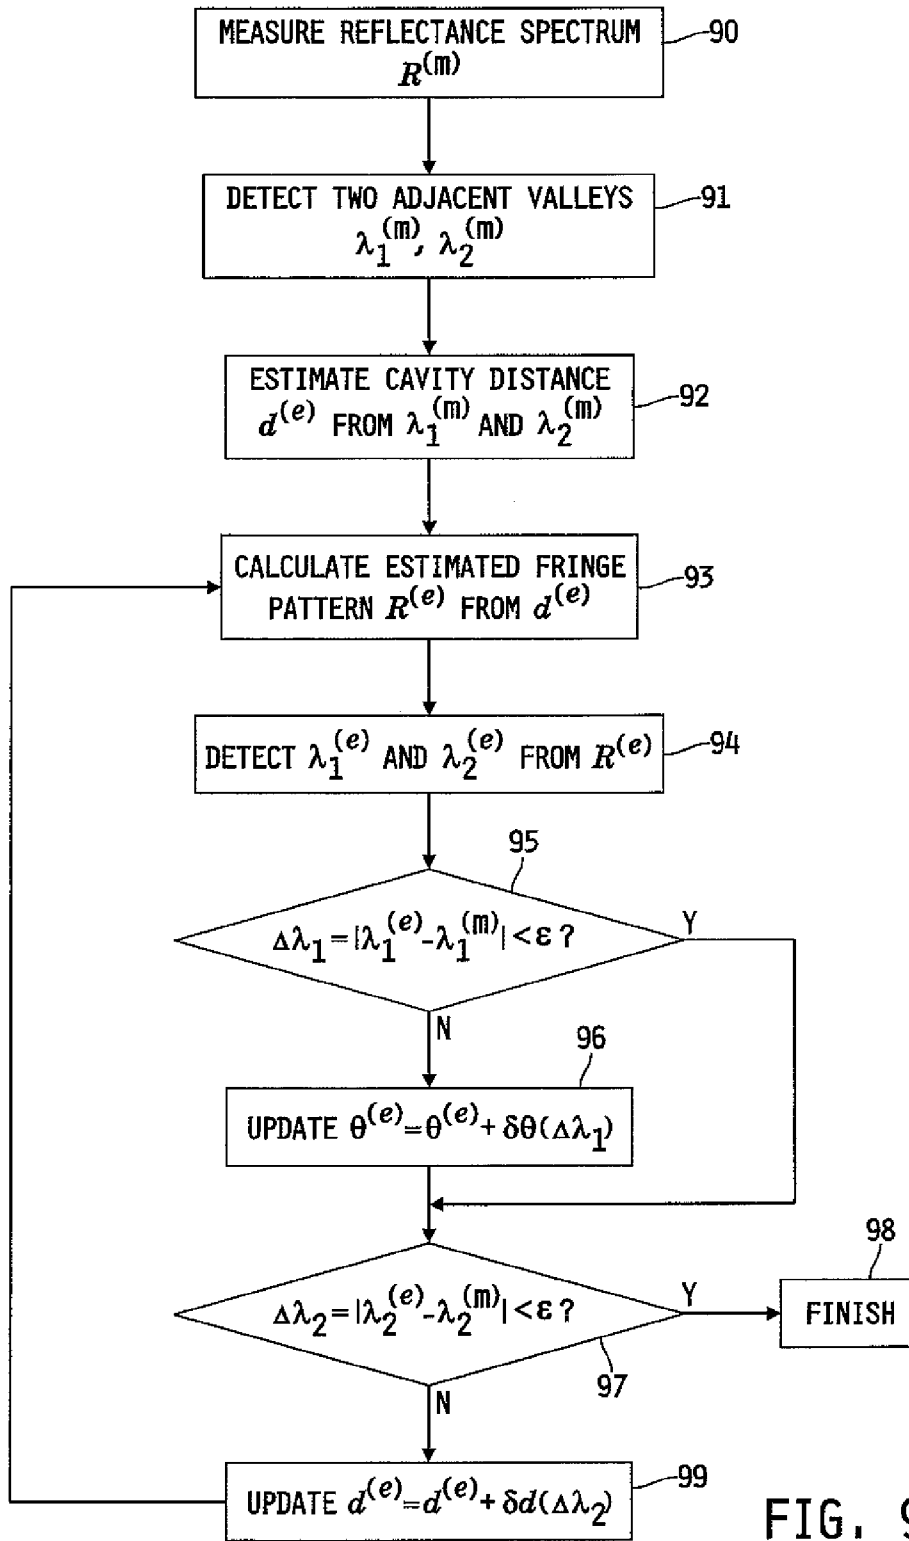 MEASURE REFLECTANCE SPECTRUM
R^(m)
90
DETECT TWO ADJACENT VALLEYS
λ₁^(m), λ₂^(m)
91
ESTIMATE CAVITY DISTANCE
d^(e) FROM λ₁^(m) AND λ₂^(m)
92
CALCULATE ESTIMATED FRINGE
PATTERN R^(e) FROM d^(e)
93
DETECT λ₁^(e) AND λ₂^(e) FROM R^(e)
94
95
Δλ₁=|λ₁^(e)-λ₁^(m)|<ε?
Y
N
96
UPDATE θ^(e)=θ^(e)+δθ(Δλ₁)
98
Δλ₂=|λ₂^(e)-λ₂^(m)|<ε?
Y
FINISH
97
N
UPDATE d^(e)=d^(e)+δd(Δλ₂)
99
FIG. 9